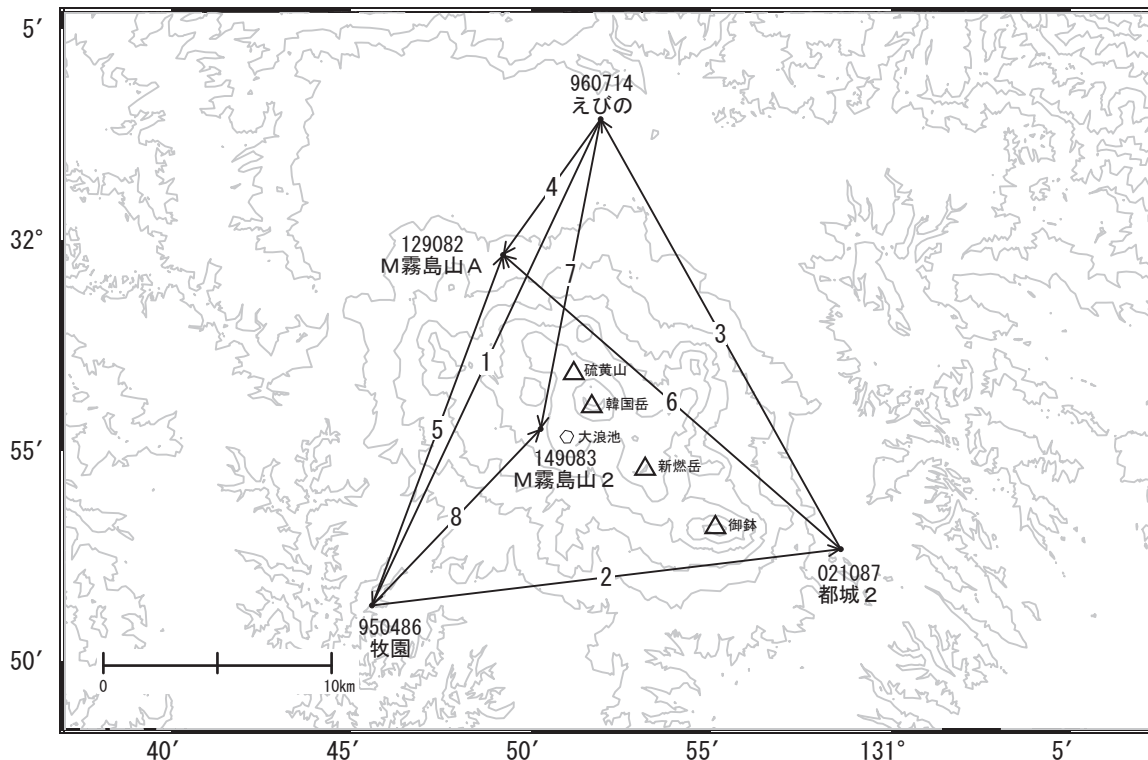 5′
960714
えびの
4
32°
129082
M霧島山A
7
3
1
硫黄山
6
韓国岳
5
大浪池
55′
149083
M霧島山2
新燃岳
8
御鉢
2
021087
都城2
950486
牧園
50′
0
10km
40′
45′
50′
55′
131°
5′